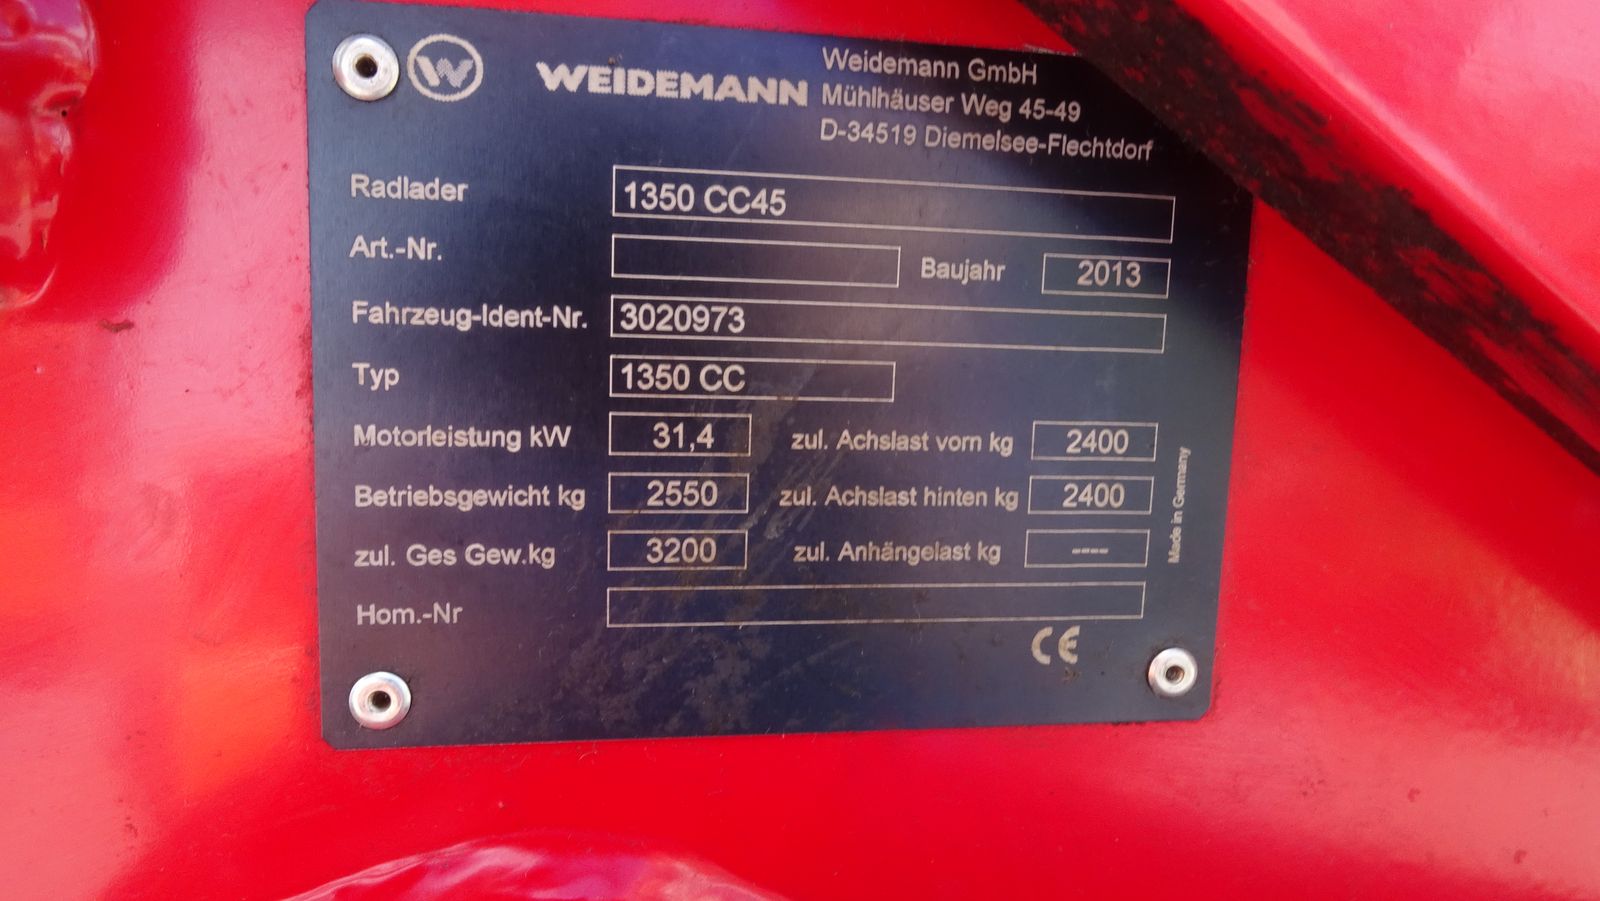 W WEIDEMANN
Weidemann GmbH
Mühlhäuser Weg 45-49
D-34519 Diemelsee-Flechtdorf
Radlader 1350 CC45
Art.-Nr. Baujahr 2013
Fahrzeug-Ident-Nr. 3020973
Typ 1350 CC
Motorleistung kW 31,4 zul. Achslast vorn kg 2400
Betriebsgewicht kg 2550 zul. Achslast hinten kg 2400
zul. Ges Gew.kg 3200 zul. Anhängelast kg ----
Hom.-Nr
Made in Germany
CE